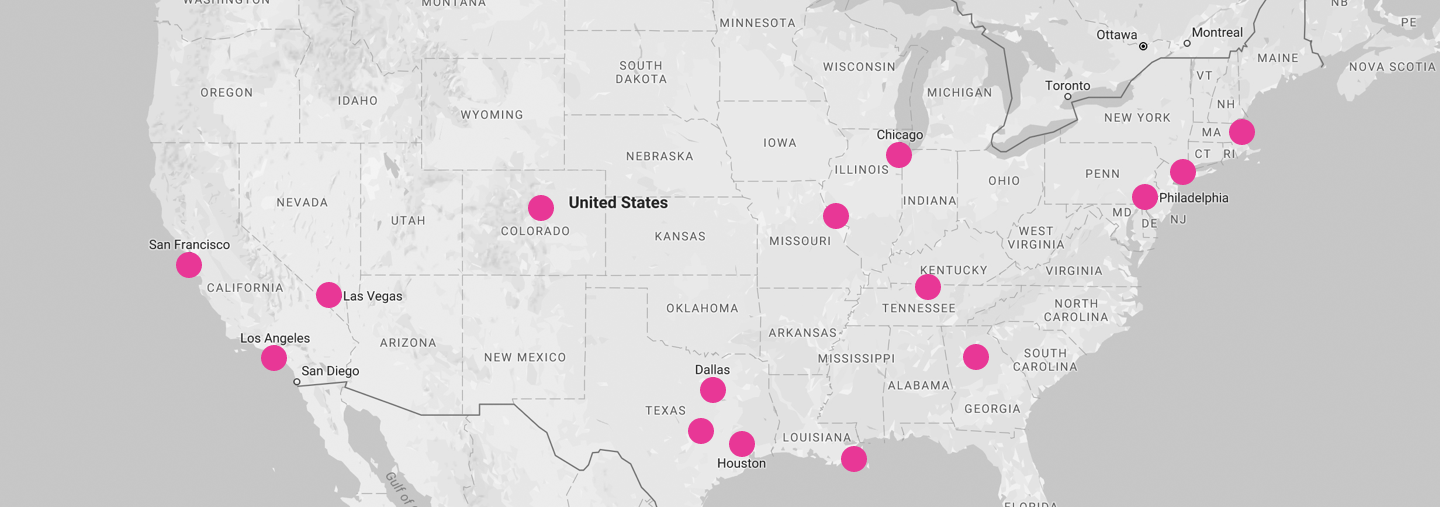 WASHINGTON
MONTANA
MINNESOTA
NB
PE
Ottawa
Montreal
MAINE
NOVA SCOTIA
SOUTH
DAKOTA
WISCONSIN
VT
Toronto
OREGON
IDAHO
MICHIGAN
NH
WYOMING
NEW YORK
Chicago
MA
IOWA
NEBRASKA
CT
RI
ILLINOIS
PENN
OHIO
NEVADA
United States
INDIANA
Philadelphia
UTAH
MD
DE
NJ
COLORADO
KANSAS
MISSOURI
WEST
VIRGINIA
San Francisco
KENTUCKY
VIRGINIA
CALIFORNIA
Las Vegas
OKLAHOMA
TENNESSEE
NORTH
CAROLINA
Los Angeles
ARIZONA
ARKANSAS
NEW MEXICO
MISSISSIPPI
SOUTH
CAROLINA
San Diego
Dallas
ALABAMA
TEXAS
GEORGIA
LOUISIANA
Houston
Gulf of
FLORIDA